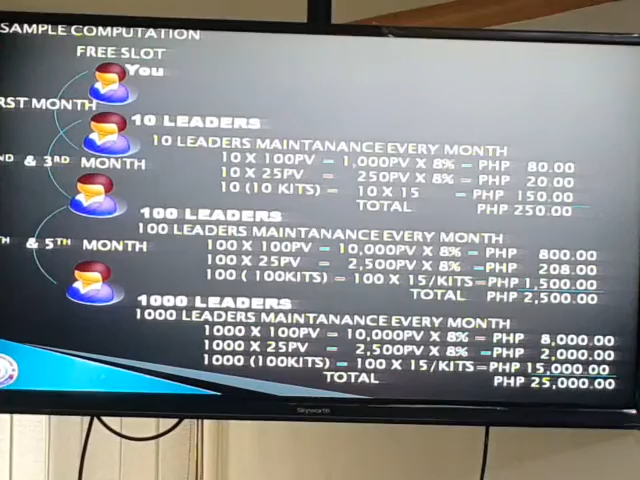 SAMPLE COMPUTATION
FREE SLOT
You
RST MONTH
10 LEADERS
10 LEADERS MAINTANANCE EVERY MONTH
10 X 100PV = 1,000PV X 8% = PHP 80.00
10 X 25PV = 250PV X 8% = PHP 20.00
10 (10 KITS) = 10 X 15 = PHP 150.00
TOTAL PHP 250.00
ND & 3RD MONTH
100 LEADERS
100 LEADERS MAINTANANCE EVERY MONTH
100 X 100PV = 10,000PV X 8% = PHP 800.00
100 X 25PV = 2,500PV X 8% = PHP 208.00
100 ( 100KITS) = 100 X 15/KITS=PHP 1,500.00
TOTAL PHP 2,500.00
TH & 5TH MONTH
1000 LEADERS
1000 LEADERS MAINTANANCE EVERY MONTH
1000 X 100PV = 10,000PV X 8% = PHP 8,000.00
1000 X 25PV = 2,500PV X 8% = PHP 2,000.00
1000 (100KITS) = 100 X 15/KITS=PHP 15,000.00
TOTAL PHP 25,000.00
Skyworth